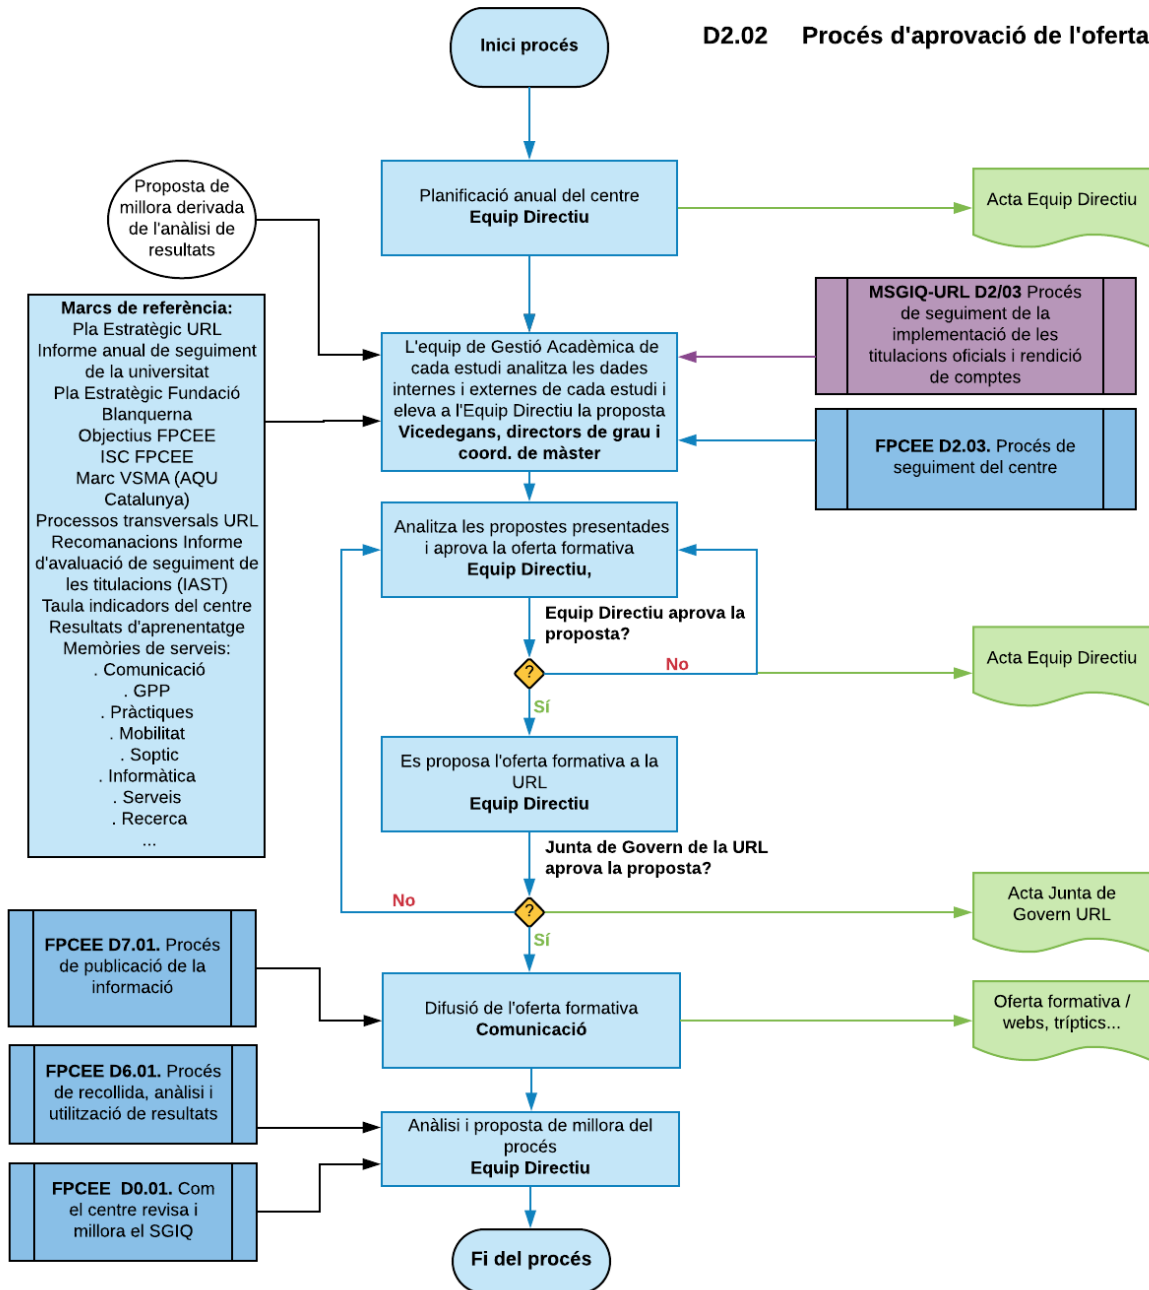 Inici procés
D2.02 Procés d'aprovació de l'oferta
Planificació anual del centre
Equip Directiu
Acta Equip Directiu
Proposta de
millora derivada
de l'anàlisi de
resultats
Marcs de referència:
Pla Estratègic URL
Informe anual de seguiment
de la universitat
Pla Estratègic Fundació
Blanquerna
Objectius FPCEE
ISC FPCEE
Marc VSMA (AQU
Catalunya)
Processos transversals URL
Recomanacions Informe
d'avaluació de seguiment de
les titulacions (IAST)
Taula indicadors del centre
Resultats d'aprenentatge
Memòries de serveis:
. Comunicació
. GPP
. Pràctiques
. Mobilitat
. Soptic
. Informàtica
. Serveis
. Recerca
...
L'equip de Gestió Acadèmica de
cada estudi analitza les dades
internes i externes de cada estudi i
eleva a l'Equip Directiu la proposta
Vicedegans, directors de grau i
coord. de màster
MSGIQ-URL D2/03 Procés
de seguiment de la
implementació de les
titulacions oficials i rendició
de comptes
FPCEE D2.03. Procés de
seguiment del centre
Analitza les propostes presentades
i aprova la oferta formativa
Equip Directiu,
Equip Directiu aprova la
proposta?
?
No
Sí
Acta Equip Directiu
Es proposa l'oferta formativa a la
URL
Equip Directiu
Junta de Govern de la URL
aprova la proposta?
No
?
Sí
Acta Junta de
Govern URL
FPCEE D7.01. Procés
de publicació de la
informació
Difusió de l'oferta formativa
Comunicació
Oferta formativa /
webs, tríptics...
FPCEE D6.01. Procés
de recollida, anàlisi i
utilització de resultats
Anàlisi i proposta de millora del
procés
Equip Directiu
FPCEE D0.01. Com
el centre revisa i
millora el SGIQ
Fi del procés